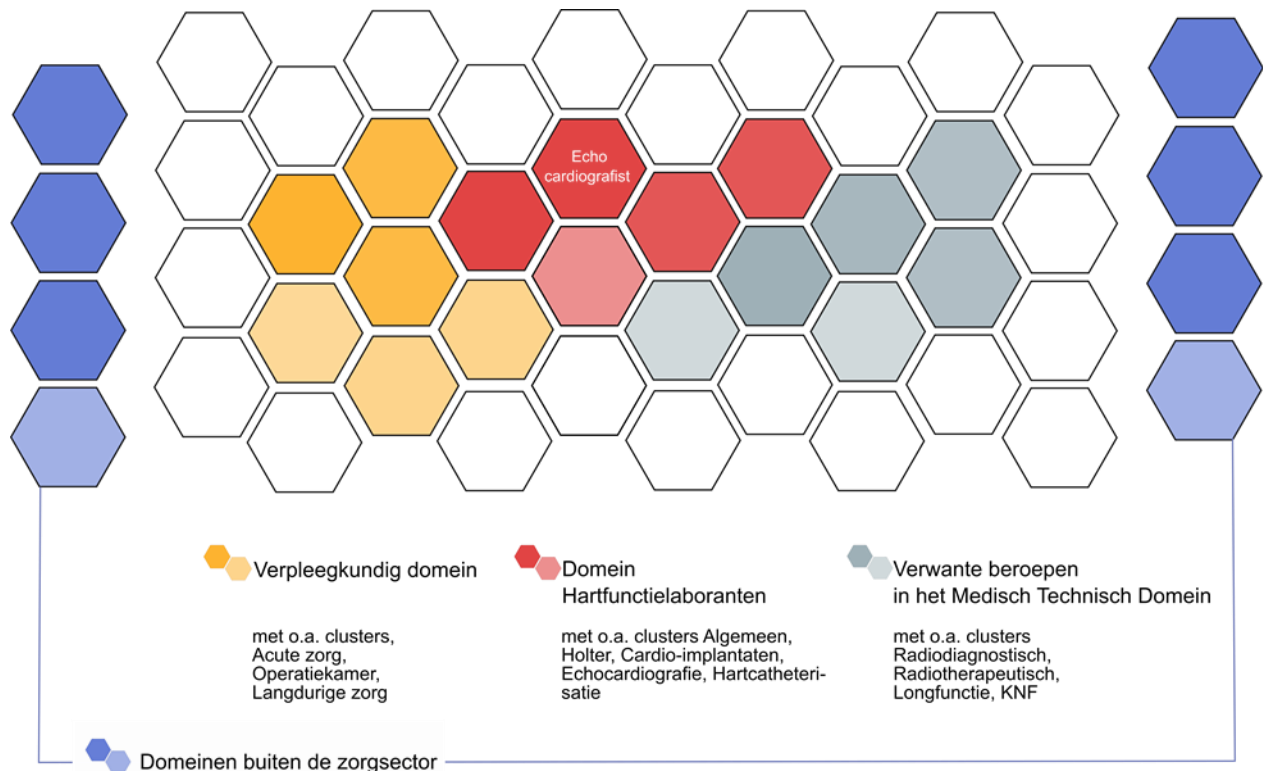 Echo
cardiografist
Verpleegkundig domein
met o.a. clusters,
Acute zorg,
Operatiekamer,
Langdurige zorg
Domein
Hartfunctielaboranten
met o.a. clusters Algemeen,
Holter, Cardio-implantaten,
Echocardiografie, Hartcatheteri-
satie
Verwante beroepen
in het Medisch Technisch Domein
met o.a. clusters
Radiodiagnostisch,
Radiotherapeutisch,
Longfunctie, KNF
Domeinen buiten de zorgsector